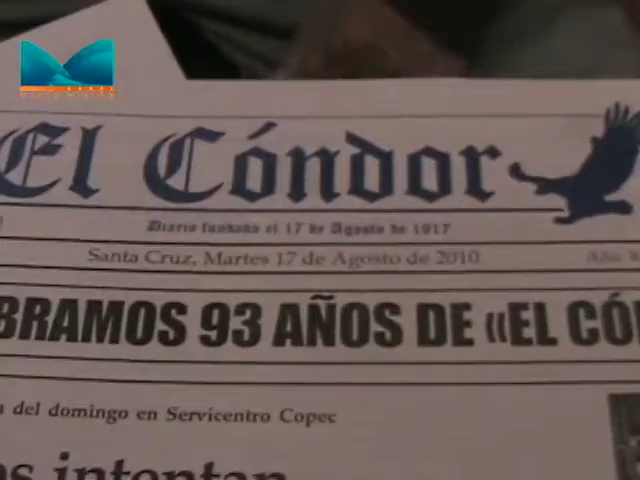 El Cóndor
Diario fundado el 17 de Agosto de 1917
Santa Cruz, Martes 17 de Agosto de 2010
BRAMOS 93 AÑOS DE «EL CÓ
del domingo en Servicentro Copec
intentan